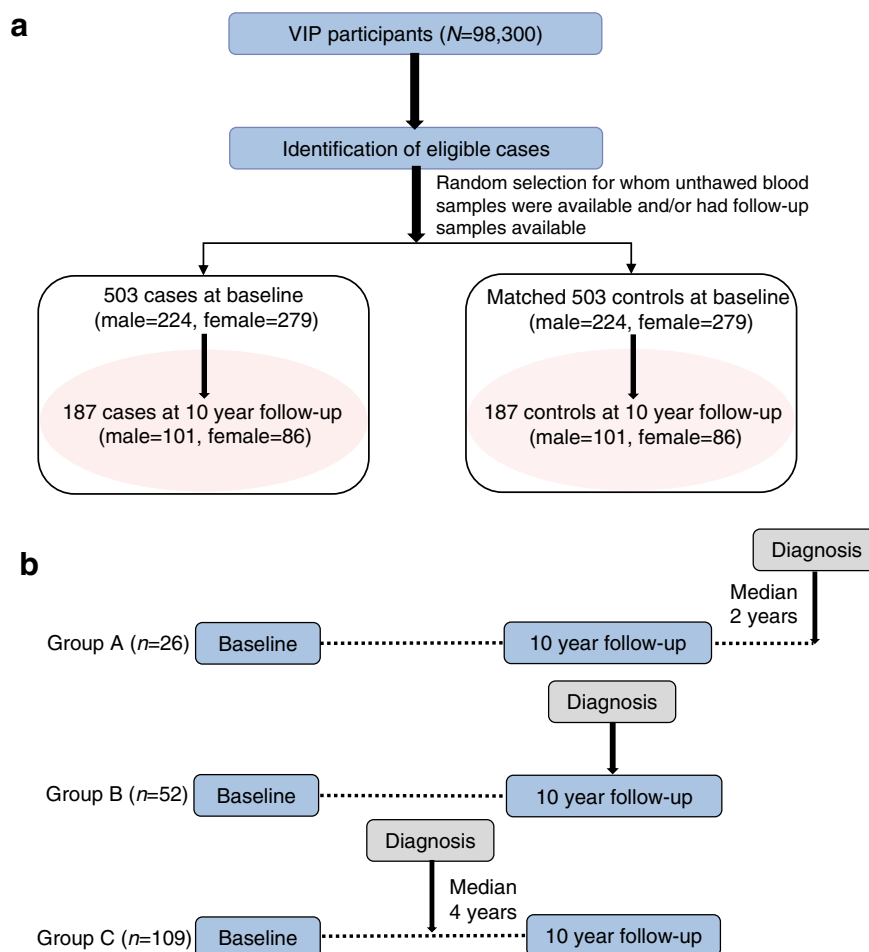 a
VIP participants (N=98,300)
Identification of eligible cases
Random selection for whom unthawed blood
samples were available and/or had follow-up
samples available
503 cases at baseline
(male=224, female=279)
187 cases at 10 year follow-up
(male=101, female=86)
Matched 503 controls at baseline
(male=224, female=279)
187 controls at 10 year follow-up
(male=101, female=86)
b
Diagnosis
Median
2 years
Group A (n=26)
Baseline
10 year follow-up
Diagnosis
Group B (n=52)
Baseline
10 year follow-up
Diagnosis
Median
4 years
Group C (n=109)
Baseline
10 year follow-up